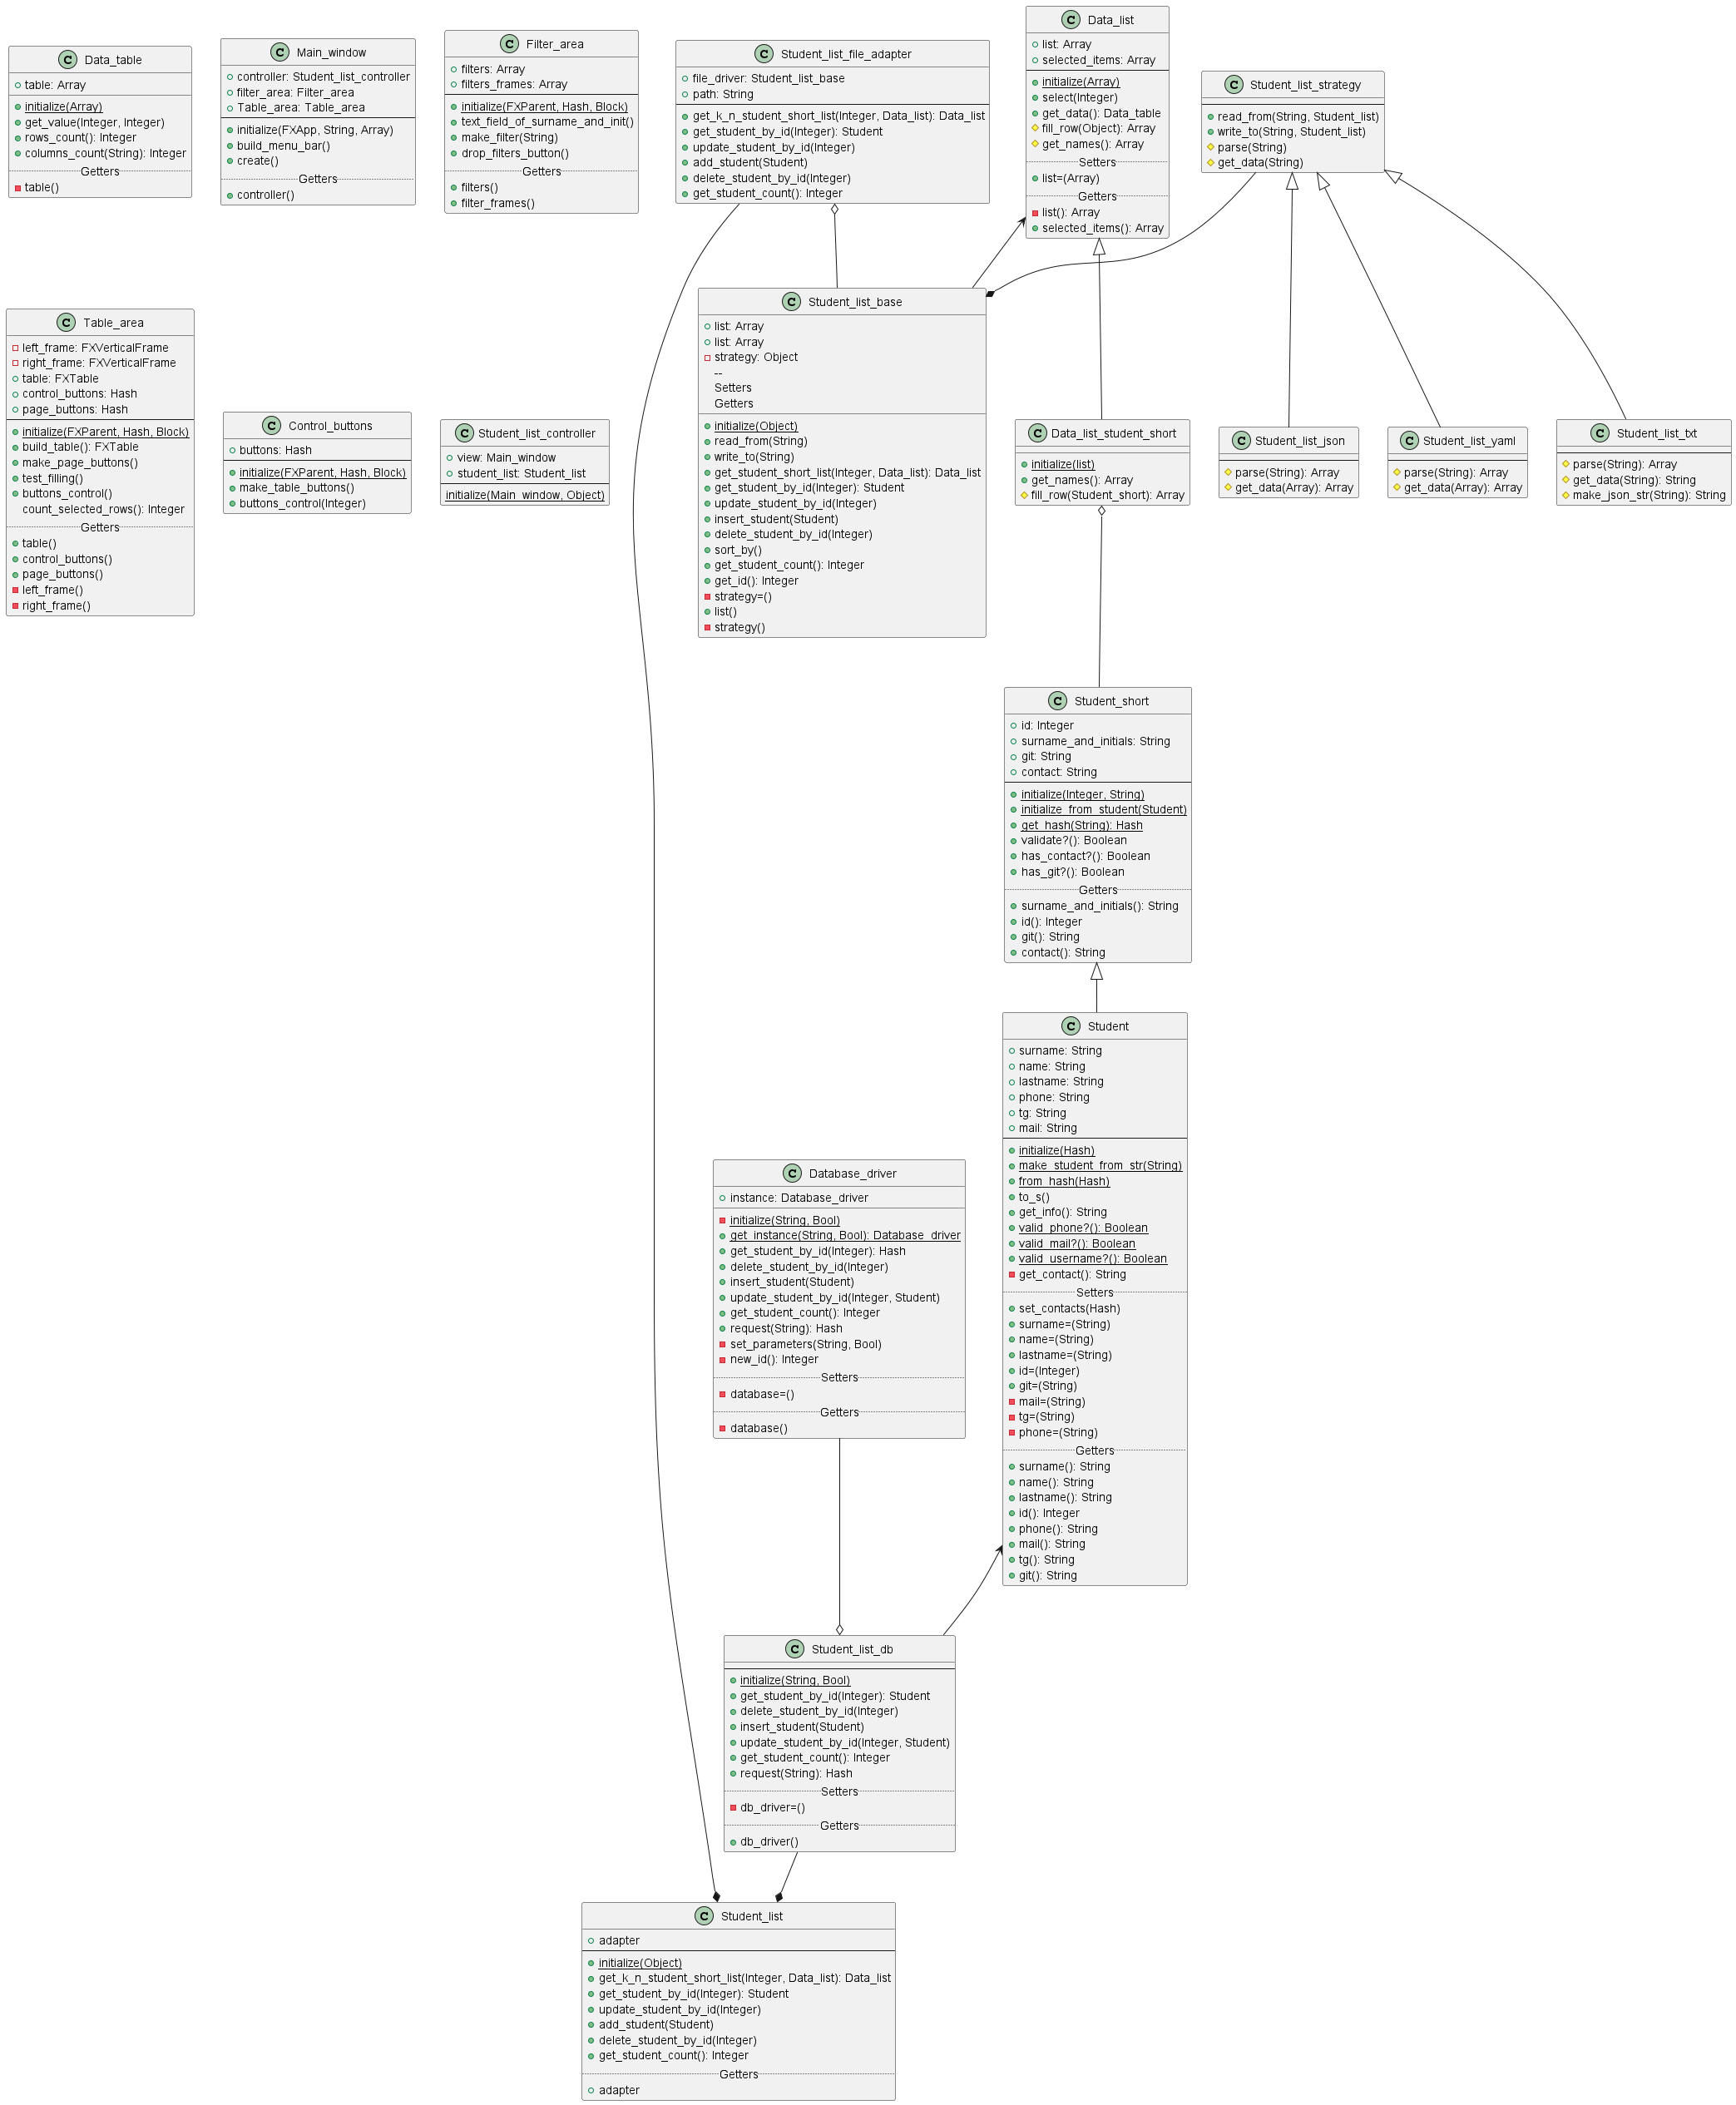 C Data_table
table: Array
initialize(Array)
get_value(Integer, Integer)
rows_count(): Integer
columns_count(String): Integer
Getters
table()
C Main_window
controller: Student_list_controller
filter_area: Filter_area
Table_area: Table_area
initialize(FXApp, String, Array)
build_menu_bar()
create()
Getters
controller()
C Filter_area
filters: Array
filters_frames: Array
initialize(FXParent, Hash, Block)
text_field_of_surname_and_init()
make_filter(String)
drop_filters_button()
Getters
filters()
filter_frames()
C Student_list_file_adapter
file_driver: Student_list_base
path: String
get_k_n_student_short_list(Integer, Data_list): Data_list
get_student_by_id(Integer): Student
update_student_by_id(Integer)
add_student(Student)
delete_student_by_id(Integer)
get_student_count(): Integer
C Data_list
list: Array
selected_items: Array
initialize(Array)
select(Integer)
get_data(): Data_table
fill_row(Object): Array
get_names(): Array
Setters
list=(Array)
Getters
list(): Array
selected_items(): Array
C Student_list_strategy
read_from(String, Student_list)
write_to(String, Student_list)
parse(String)
get_data(String)
C Table_area
left_frame: FXVerticalFrame
right_frame: FXVerticalFrame
table: FXTable
control_buttons: Hash
page_buttons: Hash
initialize(FXParent, Hash, Block)
build_table(): FXTable
make_page_buttons()
test_filling()
buttons_control()
count_selected_rows(): Integer
Getters
table()
control_buttons()
page_buttons()
left_frame()
right_frame()
C Control_buttons
buttons: Hash
initialize(FXParent, Hash, Block)
make_table_buttons()
buttons_control(Integer)
C Student_list_controller
view: Main_window
student_list: Student_list
initialize(Main_window, Object)
C Student_list_base
list: Array
list: Array
strategy: Object
--
Setters
Getters
initialize(Object)
read_from(String)
write_to(String)
get_student_short_list(Integer, Data_list): Data_list
get_student_by_id(Integer): Student
update_student_by_id(Integer)
insert_student(Student)
delete_student_by_id(Integer)
sort_by()
get_student_count(): Integer
get_id(): Integer
strategy=()
list()
strategy()
C Data_list_student_short
initialize(list)
get_names(): Array
fill_row(Student_short): Array
C Student_list_json
parse(String): Array
get_data(Array): Array
C Student_list_yaml
parse(String): Array
get_data(Array): Array
C Student_list_txt
parse(String): Array
get_data(String): String
make_json_str(String): String
C Student_short
id: Integer
surname_and_initials: String
git: String
contact: String
initialize(Integer, String)
initialize_from_student(Student)
get_hash(String): Hash
validate?(): Boolean
has_contact?(): Boolean
has_git?(): Boolean
Getters
surname_and_initials(): String
id(): Integer
git(): String
contact(): String
C Student
surname: String
name: String
lastname: String
phone: String
tg: String
mail: String
initialize(Hash)
make_student_from_str(String)
from_hash(Hash)
to_s()
get_info(): String
valid_phone?(): Boolean
valid_mail?(): Boolean
valid_username?(): Boolean
get_contact(): String
Setters
set_contacts(Hash)
surname=(String)
name=(String)
lastname=(String)
id=(Integer)
git=(String)
mail=(String)
tg=(String)
phone=(String)
Getters
surname(): String
name(): String
lastname(): String
id(): Integer
phone(): String
mail(): String
tg(): String
git(): String
C Database_driver
instance: Database_driver
initialize(String, Bool)
get_instance(String, Bool): Database_driver
get_student_by_id(Integer): Hash
delete_student_by_id(Integer)
insert_student(Student)
update_student_by_id(Integer, Student)
get_student_count(): Integer
request(String): Hash
set_parameters(String, Bool)
new_id(): Integer
Setters
database=()
Getters
database()
C Student_list_db
initialize(String, Bool)
get_student_by_id(Integer): Student
delete_student_by_id(Integer)
insert_student(Student)
update_student_by_id(Integer, Student)
get_student_count(): Integer
request(String): Hash
Setters
db_driver=()
Getters
db_driver()
C Student_list
adapter
initialize(Object)
get_k_n_student_short_list(Integer, Data_list): Data_list
get_student_by_id(Integer): Student
update_student_by_id(Integer)
add_student(Student)
delete_student_by_id(Integer)
get_student_count(): Integer
Getters
adapter